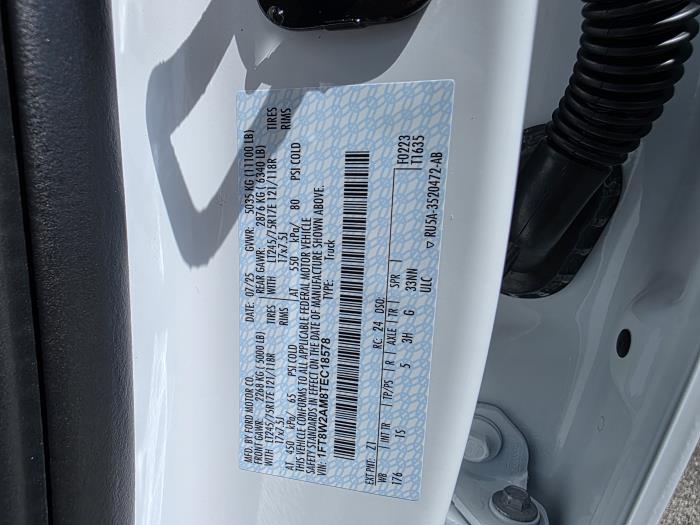 MFD. BY FORD MOTOR CO.
DATE: 07/25 GVWR: 5035 KG (11100 LB)
FRONT GAWR: 2268 KG (5000 LB) REAR GAWR: 2876 KG (6340 LB)
WITH LT245/75R17E 121/118R TIRES WITH LT245/75R17E 121/118R TIRES
17x7.5J RIMS 17x7.5J RIMS
AT 450 kPa/ 65 PSI COLD AT 550 kPa/ 80 PSI COLD
THIS VEHICLE CONFORMS TO ALL APPLICABLE FEDERAL MOTOR VEHICLE
SAFETY STANDARDS IN EFFECT ON THE DATE OF MANUFACTURE SHOWN ABOVE.
VIN: 1FT8W2AM8TEC18578 TYPE: Truck
F0223
T1635
EXT PNT: Z1 RC: 24 DSO:
WB INT TR TP/PS R AXLE TR SPR
176 1S 5 3H G 33NN
ULC ▽ RU5A-3520472-AB